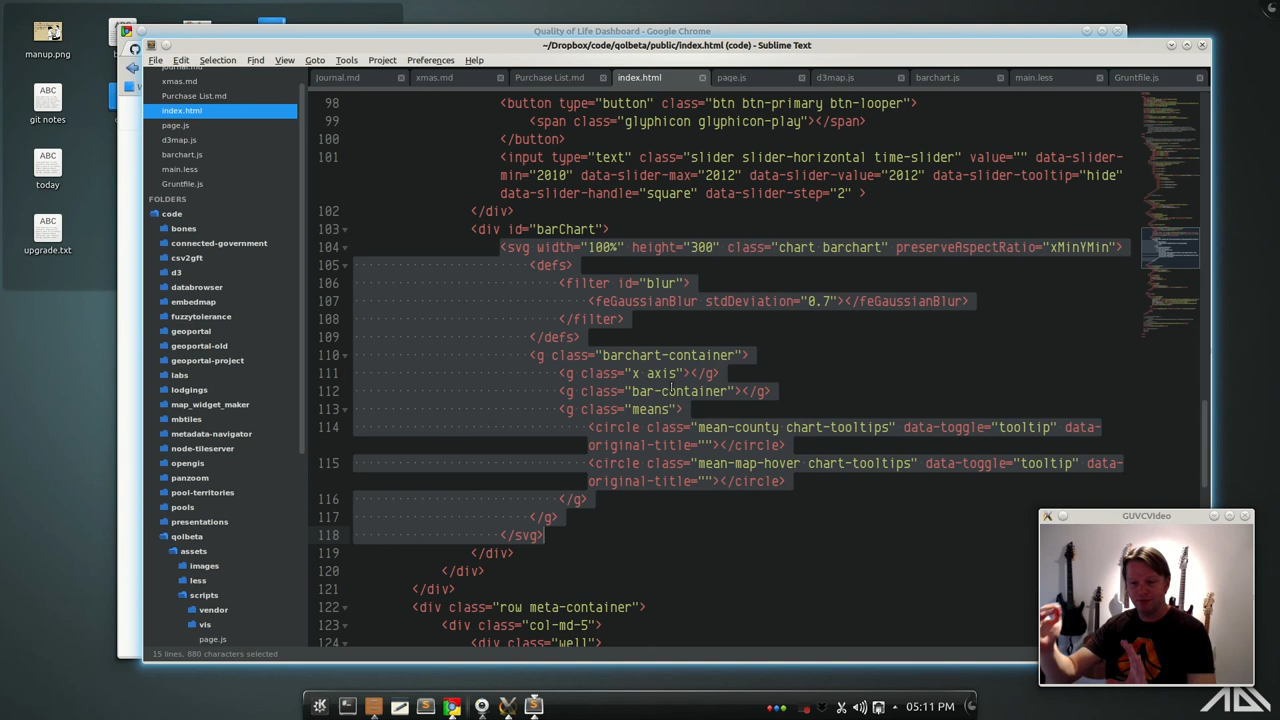 manup.png
Quality of Life Dashboard - Google Chrome
~/Dropbox/code/qolbeta/public/index.html (code) - Sublime Text
File Edit Selection Find View Goto Tools Project Preferences Help
journal.md xmas.md Purchase List.md index.html page.js d3map.js barchart.js main.less Gruntfile.js
ABC
git notes
ABC
today
ABC
upgrade.txt
journal.md
xmas.md
Purchase List.md
index.html
page.js
d3map.js
barchart.js
main.less
Gruntfile.js
FOLDERS
code
bones
connected-government
csv2gft
d3
databrowser
embedmap
fuzzytolerance
geoportal
geoportal-old
geoportal-project
labs
lodgings
map_widget_maker
mbtiles
metadata-navigator
node-tileserver
opengis
panzoom
pool-territories
pools
presentations
qolbeta
assets
images
less
scripts
vendor
vis
page.js
98 <button type="button" class="btn btn-primary btn-looper">
99 <span class="glyphicon glyphicon-play"></span>
100 </button>
101 <input type="text" class="slider slider-horizontal time_slider" value="" data-slider-
min="2010" data-slider-max="2012" data-slider-value="2012" data-slider-tooltip="hide"
data-slider-handle="square" data-slider-step="2" >
102 </div>
103 <div id="barChart">
104 <svg width="100%" height="300" class="chart barchart" preserveAspectRatio="xMinYMin">
105 <defs>
106 <filter id="blur">
107 <feGaussianBlur stdDeviation="0.7"></feGaussianBlur>
108 </filter>
109 </defs>
110 <g class="barchart-container">
111 <g class="x axis"></g>
112 <g class="bar-container"></g>
113 <g class="means">
114 <circle class="mean-county chart-tooltips" data-toggle="tooltip" data-
original-title=""></circle>
115 <circle class="mean-map-hover chart-tooltips" data-toggle="tooltip" data-
original-title=""></circle>
116 </g>
117 </g>
118 </svg>
119 </div>
120 </div>
121 </div>
122 <div class="row meta-container">
123 <div class="col-md-5">
124 <div class="well">
15 lines, 880 characters selected
GUVCVideo
05:11 PM